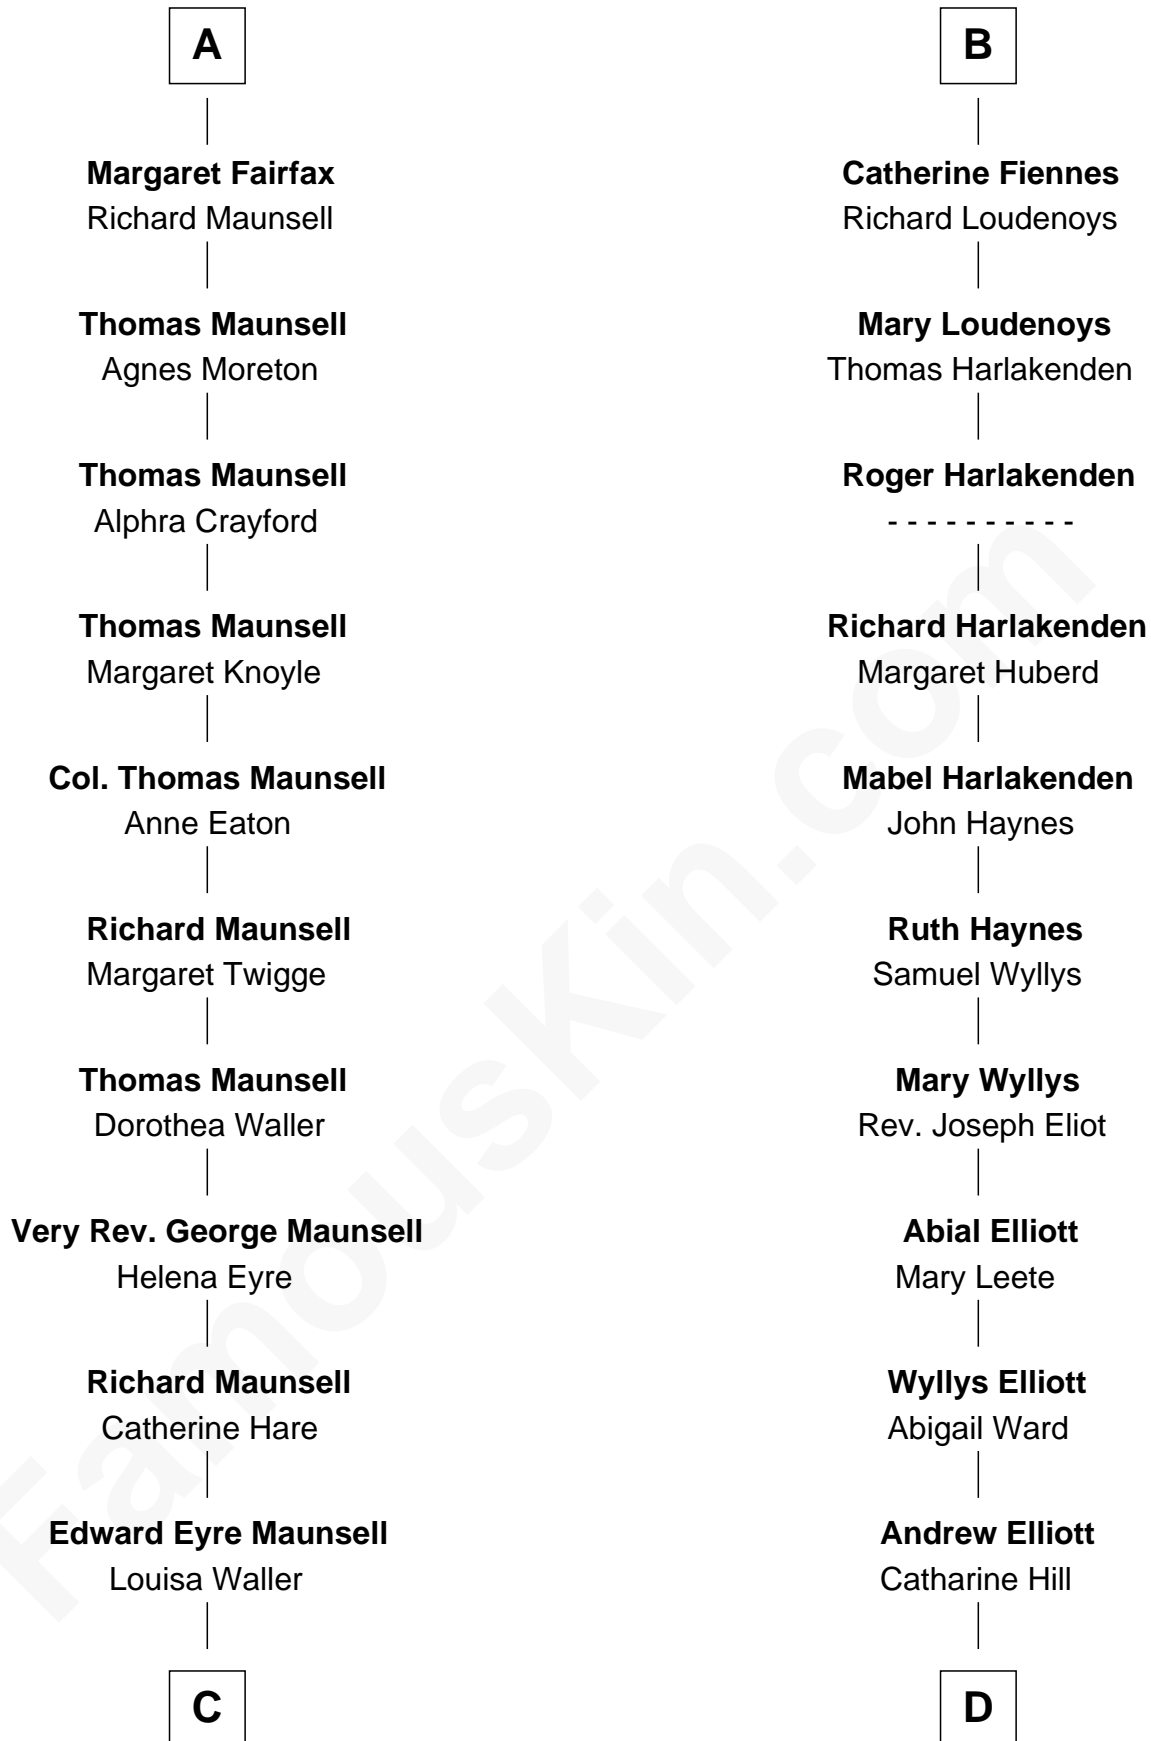 A
Margaret Fairfax
Richard Maunsell
Thomas Maunsell
Agnes Moreton
Thomas Maunsell
Alphra Crayford
Thomas Maunsell
Margaret Knoyle
Col. Thomas Maunsell
Anne Eaton
Richard Maunsell
Margaret Twigge
Thomas Maunsell
Dorothea Waller
Very Rev. George Maunsell
Helena Eyre
Richard Maunsell
Catherine Hare
Edward Eyre Maunsell
Louisa Waller
C
B
Catherine Fiennes
Richard Loudenoys
Mary Loudenoys
Thomas Harlakenden
Roger Harlakenden
- - - - - - - - - -
Richard Harlakenden
Margaret Huberd
Mabel Harlakenden
John Haynes
Ruth Haynes
Samuel Wyllys
Mary Wyllys
Rev. Joseph Eliot
Abial Elliott
Mary Leete
Wyllys Elliott
Abigail Ward
Andrew Elliott
Catharine Hill
D
FamousKin.com